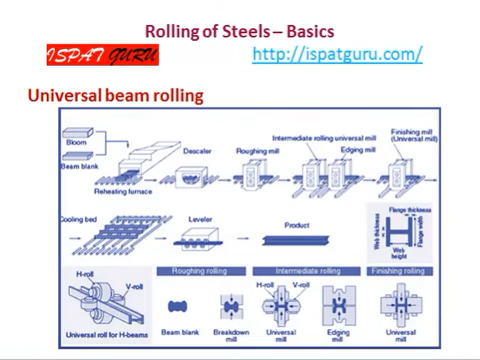 Rolling of Steels – Basics
ISPAT GURU
http://ispatguru.com/
Universal beam rolling
Bloom
Beam blank
Reheating furnace
Descaler
Roughing mill
Intermediate rolling universal mill
Edging mill
Finishing mill
(Universal mill)
Cooling bed
Leveler
Product
Flange thickness
Web thickness
Web height
Flange width
H-roll
V-roll
Universal roll for H-beams
Roughing rolling
Beam blank
Breakdown mill
Intermediate rolling
H-roll
V-roll
Universal mill
Edging mill
Finishing rolling
Universal mill